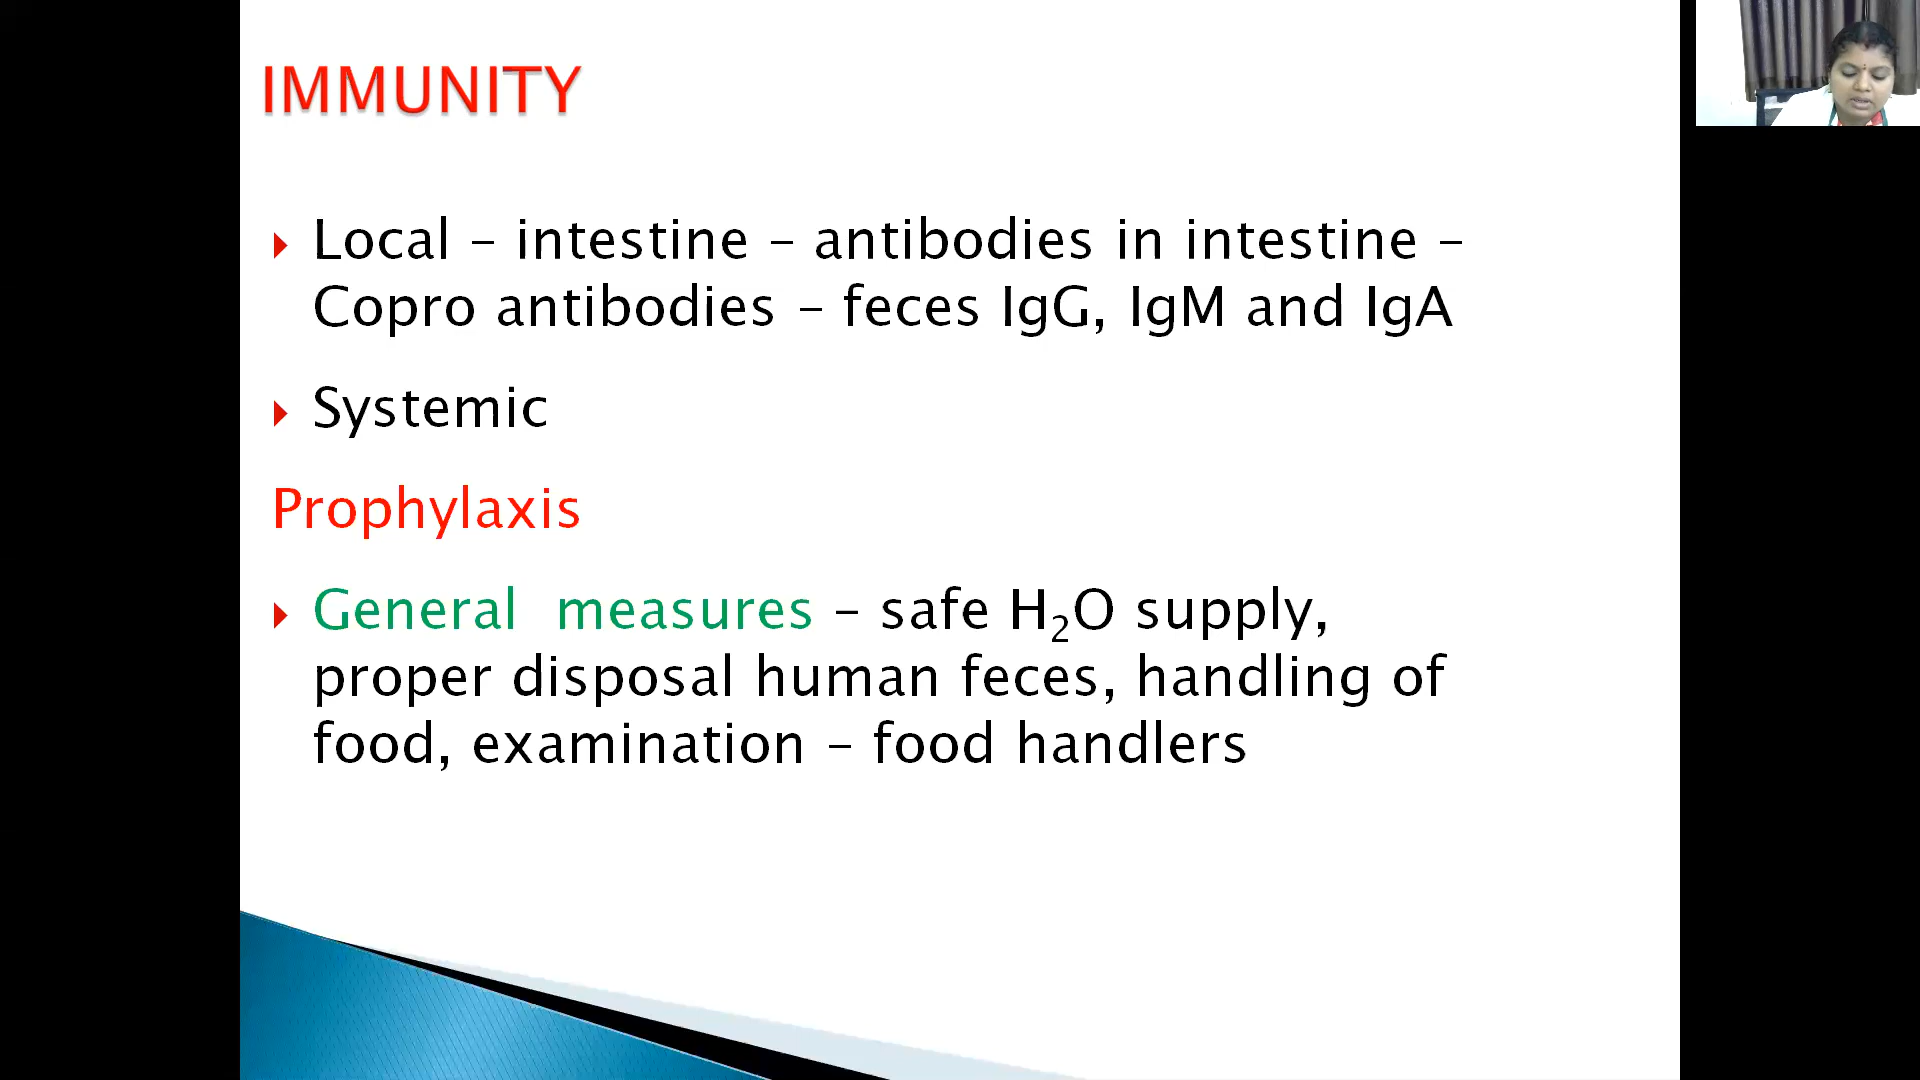 IMMUNITY
Local – intestine – antibodies in intestine –
Copro antibodies – feces IgG, IgM and IgA
Systemic
Prophylaxis
General measures – safe H₂O supply,
proper disposal human feces, handling of
food, examination – food handlers